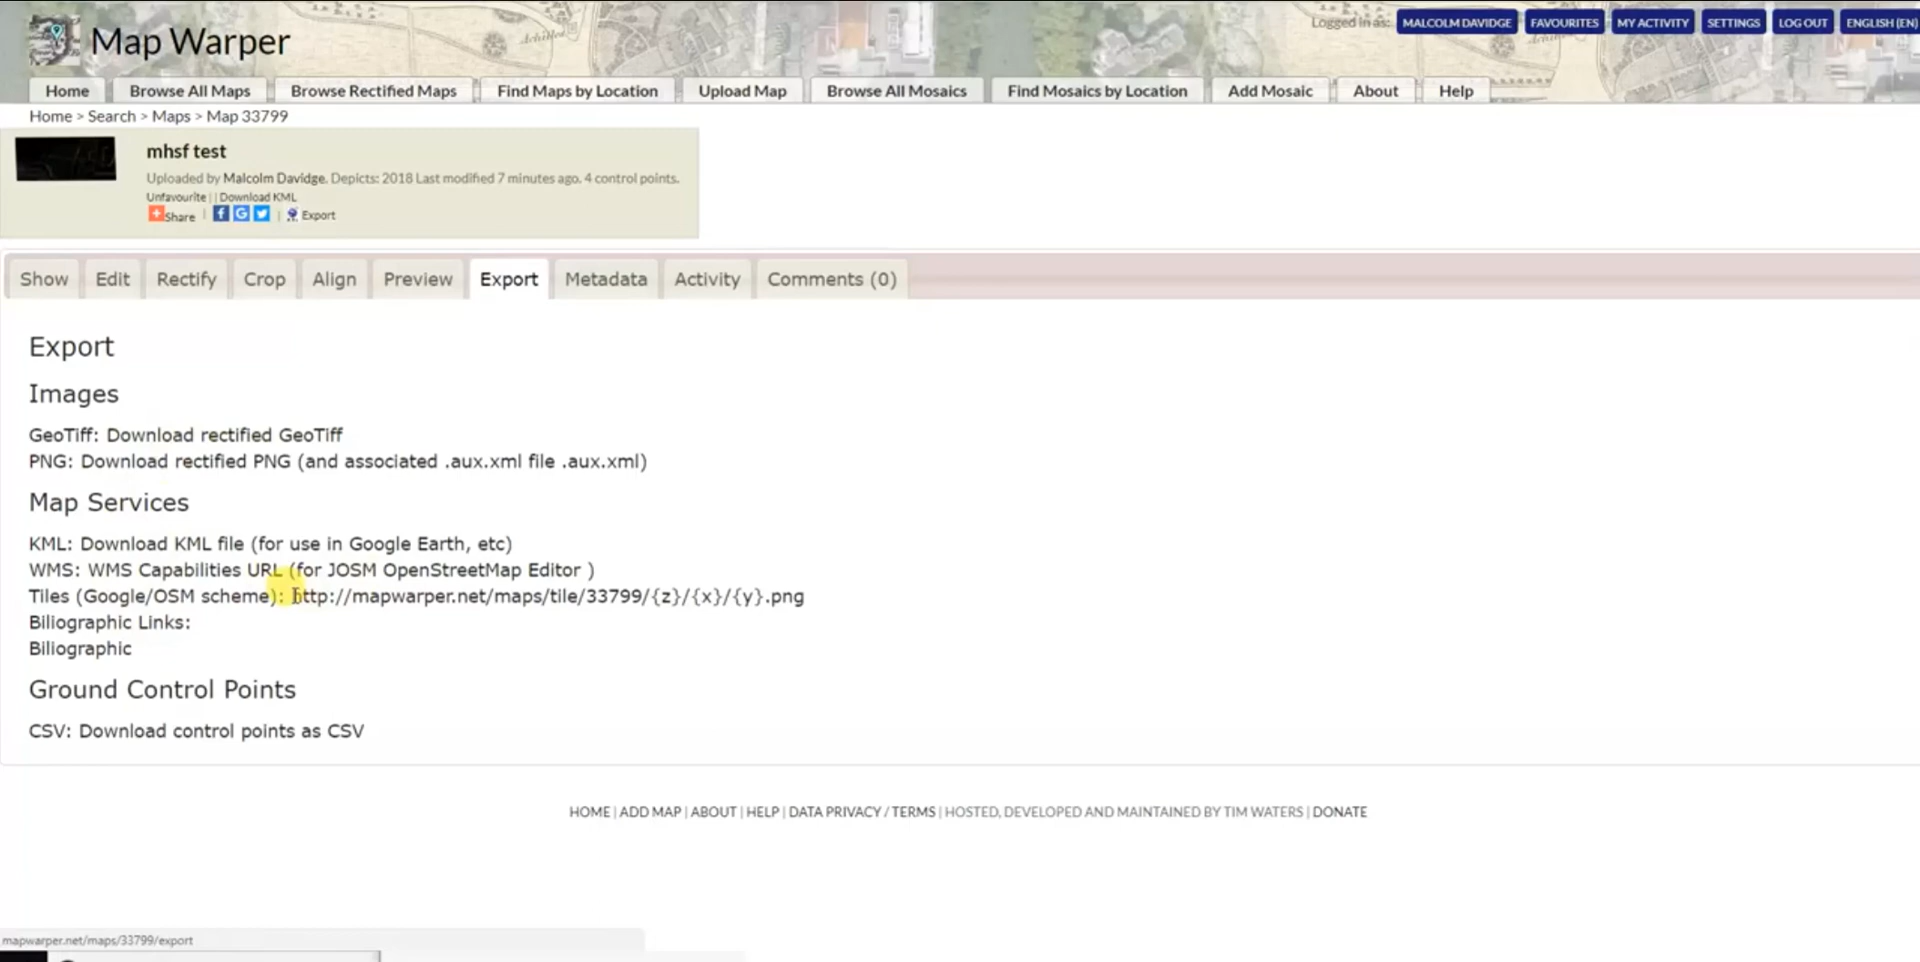 Map Warper
Logged in as: MALCOLM DAVIDGE FAVOURITES MY ACTIVITY SETTINGS LOG OUT ENGLISH (EN)
Home Browse All Maps Browse Rectified Maps Find Maps by Location Upload Map Browse All Mosaics Find Mosaics by Location Add Mosaic About Help
Home > Search > Maps > Map 33799
mhsf test
Uploaded by Malcolm Davidge. Depicts: 2018 Last modified 7 minutes ago. 4 control points.
Unfavourite | | Download KML
Share | | Export
Show Edit Rectify Crop Align Preview Export Metadata Activity Comments (0)
Export
Images
GeoTiff: Download rectified GeoTiff
PNG: Download rectified PNG (and associated .aux.xml file .aux.xml)
Map Services
KML: Download KML file (for use in Google Earth, etc)
WMS: WMS Capabilities URL (for JOSM OpenStreetMap Editor )
Tiles (Google/OSM scheme): http://mapwarper.net/maps/tile/33799/{z}/{x}/{y}.png
Biliographic Links:
Biliographic
Ground Control Points
CSV: Download control points as CSV
HOME | ADD MAP | ABOUT | HELP | DATA PRIVACY / TERMS | HOSTED, DEVELOPED AND MAINTAINED BY TIM WATERS | DONATE
mapwarper.net/maps/33799/export